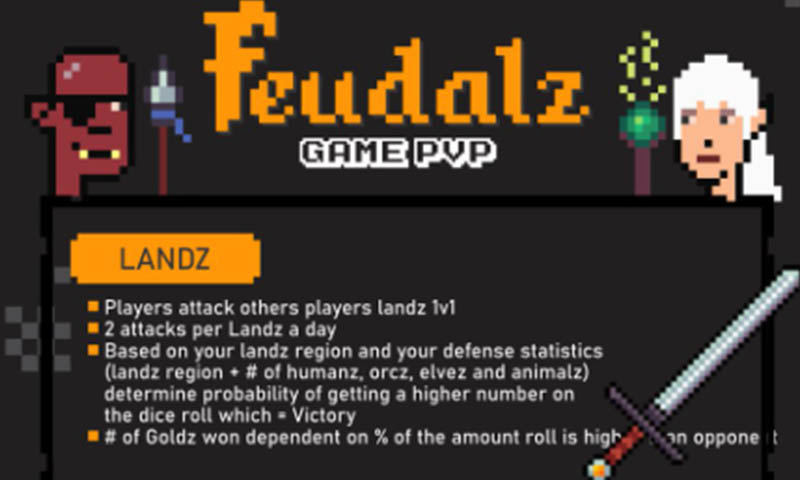 Feudalz
GAME PVP
LANDZ
Players attack others players landz 1v1
2 attacks per Landz a day
Based on your landz region and your defense statistics
(landz region + # of humanz, orcz, elvez and animalz)
determine probability of getting a higher number on
the dice roll which = Victory
# of Goldz won dependent on % of the amount roll is